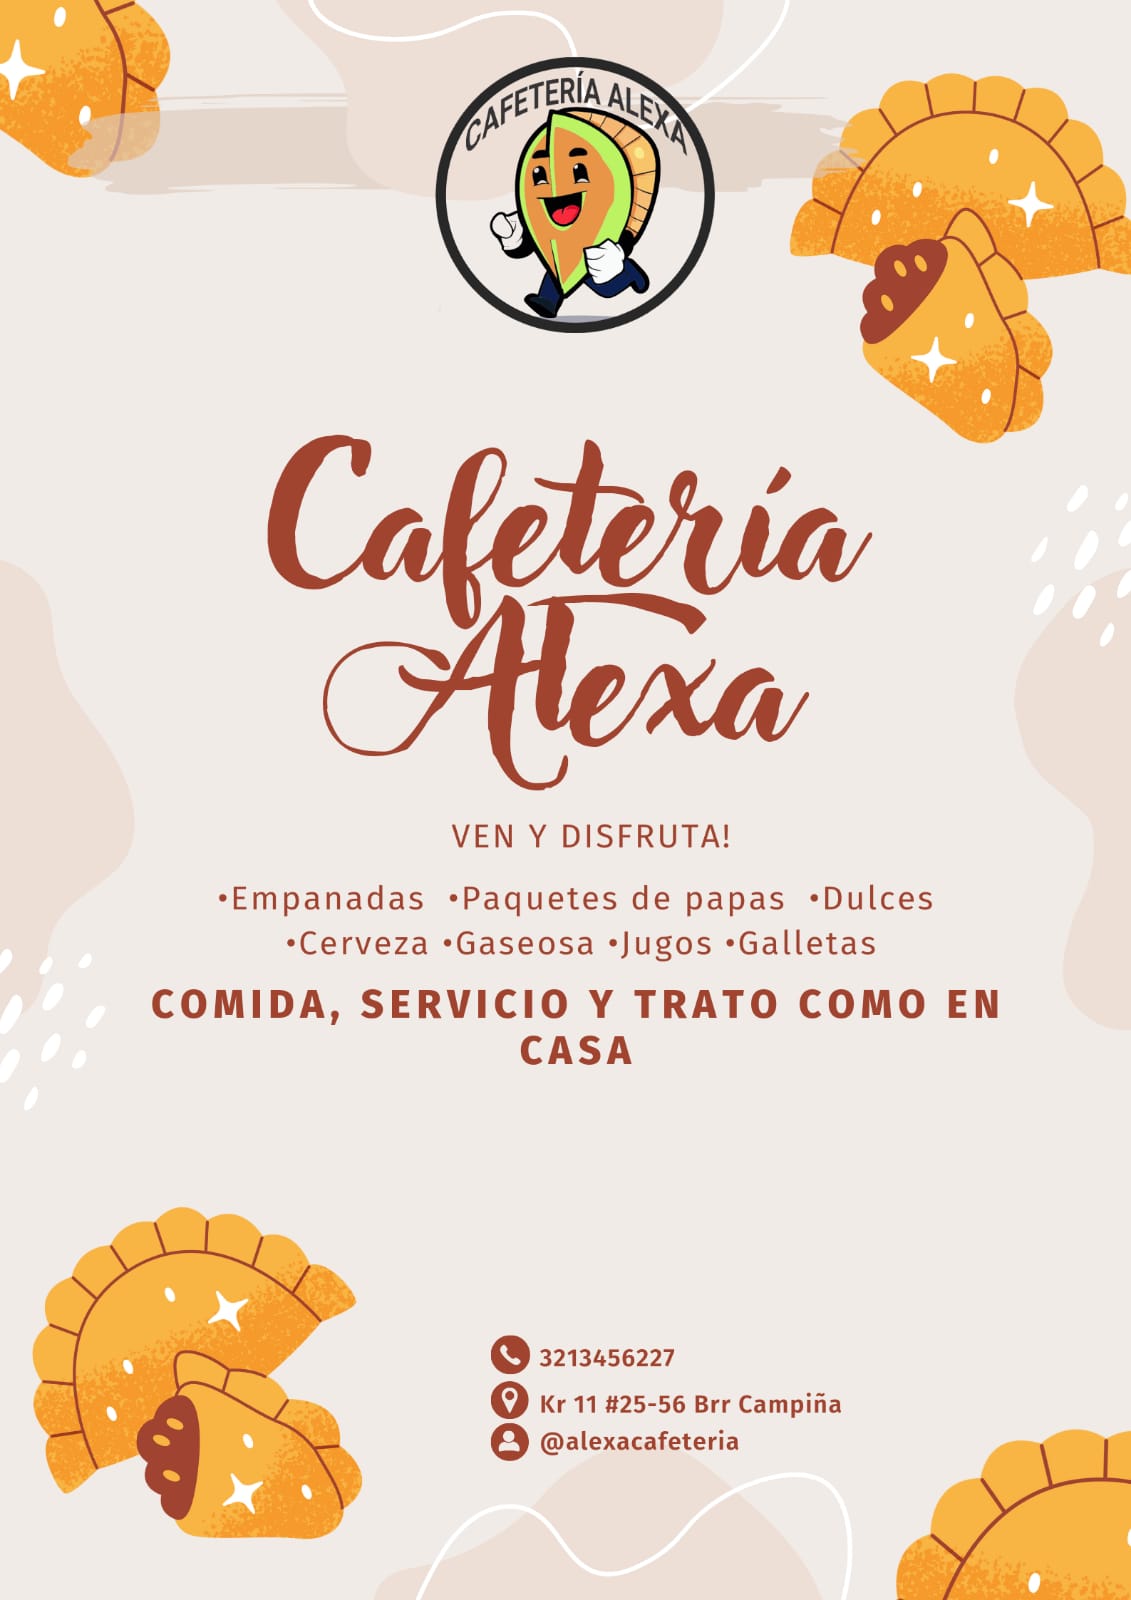 CAFETERÍA ALEXA
Cafetería
Alexa
VEN Y DISFRUTA!
•Empanadas •Paquetes de papas •Dulces
•Cerveza •Gaseosa •Jugos •Galletas
COMIDA, SERVICIO Y TRATO COMO EN
CASA
3213456227
Kr 11 #25-56 Brr Campiña
@alexacafeteria